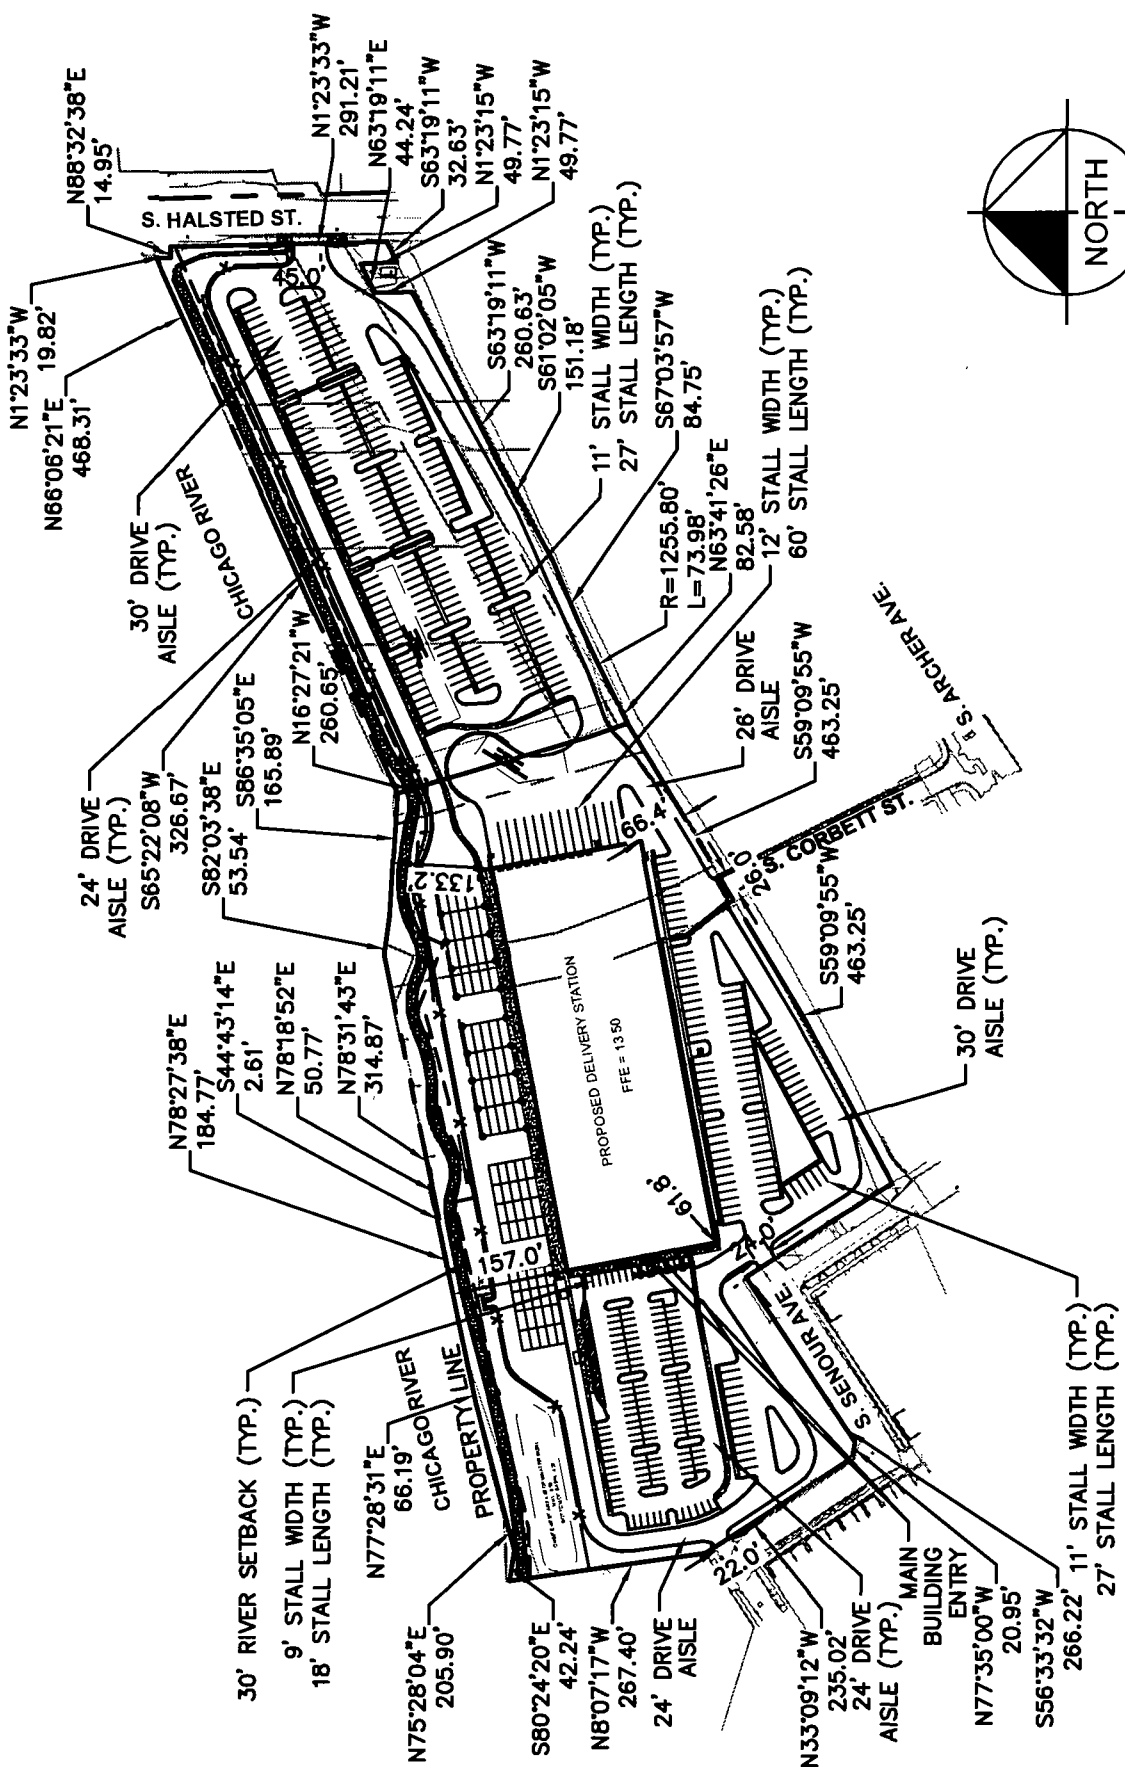 N88°32'38"E
14.95'
S. HALSTED ST.
N1°23'33"W
291.21'
N63°19'11"E
44.24'
S63°19'11"W
32.63'
N1°23'15"W
49.77'
N1°23'15"W
49.77'
N1°23'33"W
19.82'
N66°06'21"E
468.31'
45.0'
S63°19'11"W
260.63'
S61°02'05"W
151.18'
11' STALL WIDTH (TYP.)
27' STALL LENGTH (TYP.)
S67°03'57"W
84.75'
R=1255.80'
L=73.98'
N63°41'26"E
82.58'
12' STALL WIDTH (TYP.)
60' STALL LENGTH (TYP.)
NORTH
30' DRIVE
AISLE (TYP.)
CHICAGO RIVER
24' DRIVE
AISLE (TYP.)
S65°22'08"W
326.67'
N16°27'21"W
260.65'
S86°35'05"E
165.89'
S82°03'38"E
53.54'
26' DRIVE
AISLE
S59°09'55"W
463.25'
S. ARCHER AVE.
S. CORBETT ST.
66.4'
26.0'
133.2'
S59°09'55"W
463.25'
N78°27'38"E
184.77'
S44°43'14"E
2.61'
N78°18'52"E
50.77'
N78°31'43"E
314.87'
PROPOSED DELIVERY STATION
FFE = 13.50
61.8'
30' DRIVE
AISLE (TYP.)
157.0'
30' RIVER SETBACK (TYP.)
9' STALL WIDTH (TYP.)
18' STALL LENGTH (TYP.)
N77°28'31"E
66.19'
CHICAGO RIVER
PROPERTY LINE
S. SENOUR AVE.
11' STALL WIDTH (TYP.)
27' STALL LENGTH (TYP.)
N75°28'04"E
205.90'
S80°24'20"E
42.24'
N8°07'17"W
267.40'
24' DRIVE
AISLE
22.0'
N33°09'12"W
235.02'
24' DRIVE
AISLE (TYP.)
MAIN
BUILDING
ENTRY
N77°35'00"W
20.95'
S56°33'32"W
266.22'